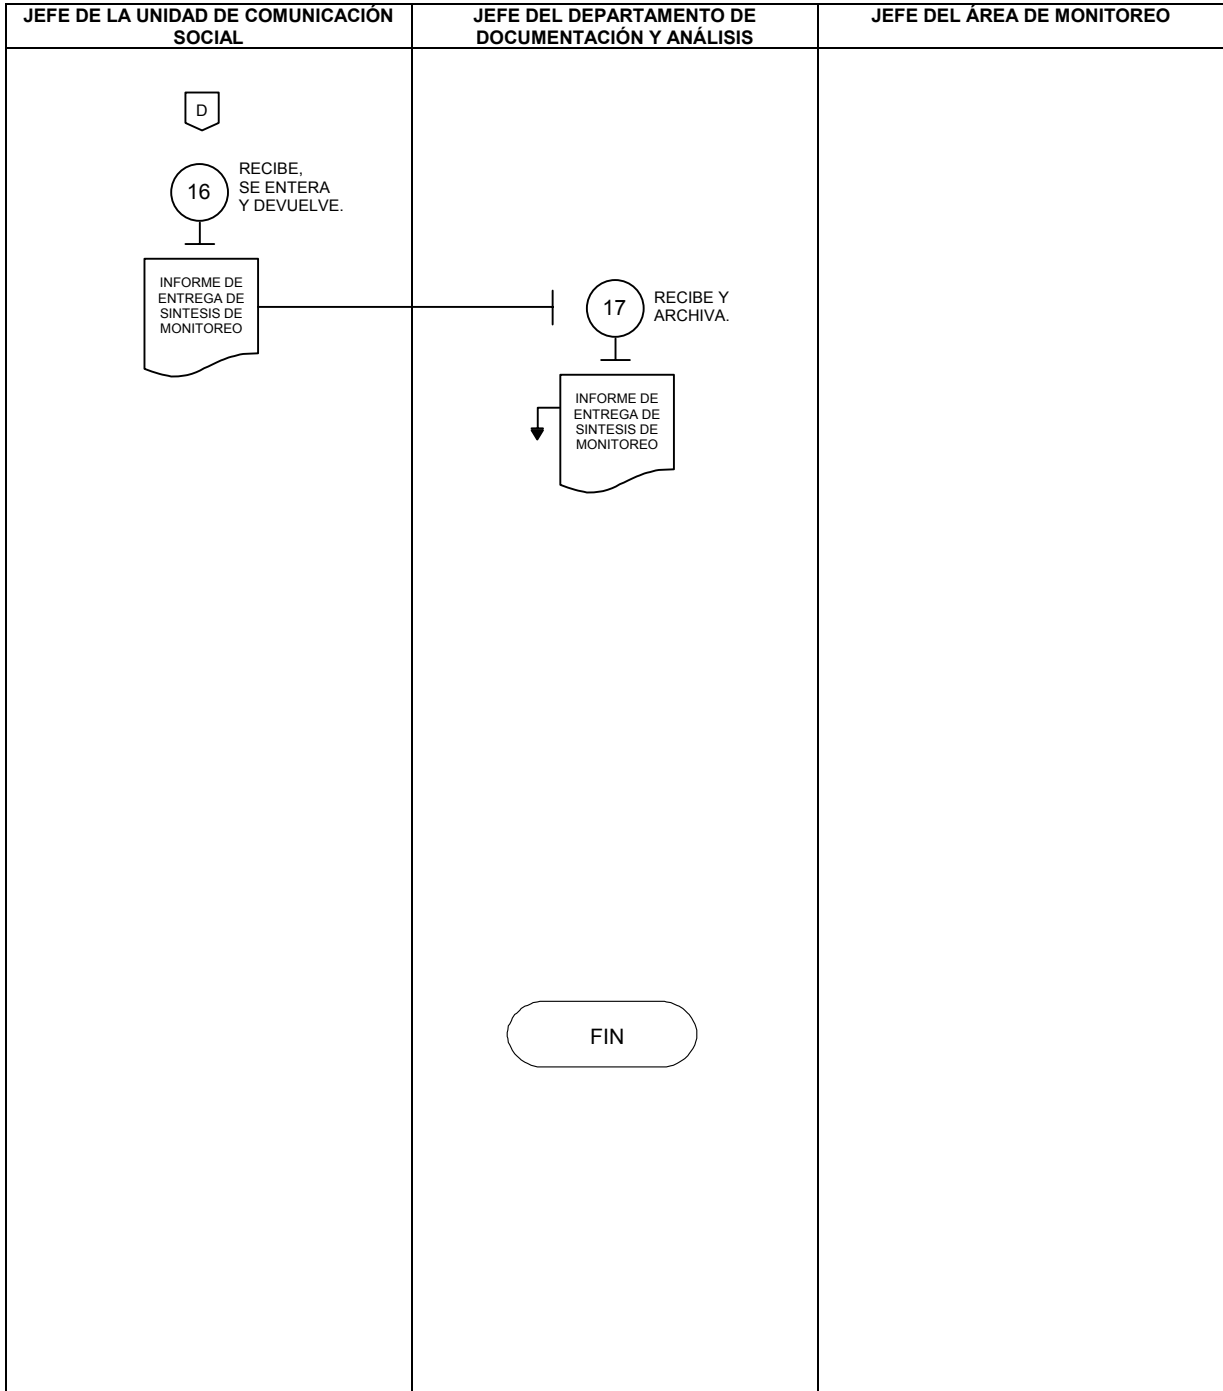 JEFE DE LA UNIDAD DE COMUNICACIÓN
SOCIAL
JEFE DEL DEPARTAMENTO DE
DOCUMENTACIÓN Y ANÁLISIS
JEFE DEL ÁREA DE MONITOREO
D
16
RECIBE,
SE ENTERA
Y DEVUELVE.
INFORME DE
ENTREGA DE
SINTESIS DE
MONITOREO
17
RECIBE Y
ARCHIVA.
INFORME DE
ENTREGA DE
SINTESIS DE
MONITOREO
FIN